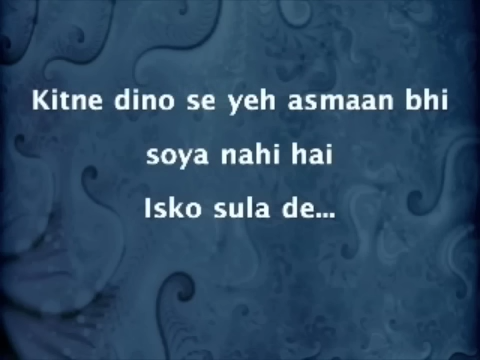 Kitne dino se yeh asmaan bhi
soya nahi hai
Isko sula de...